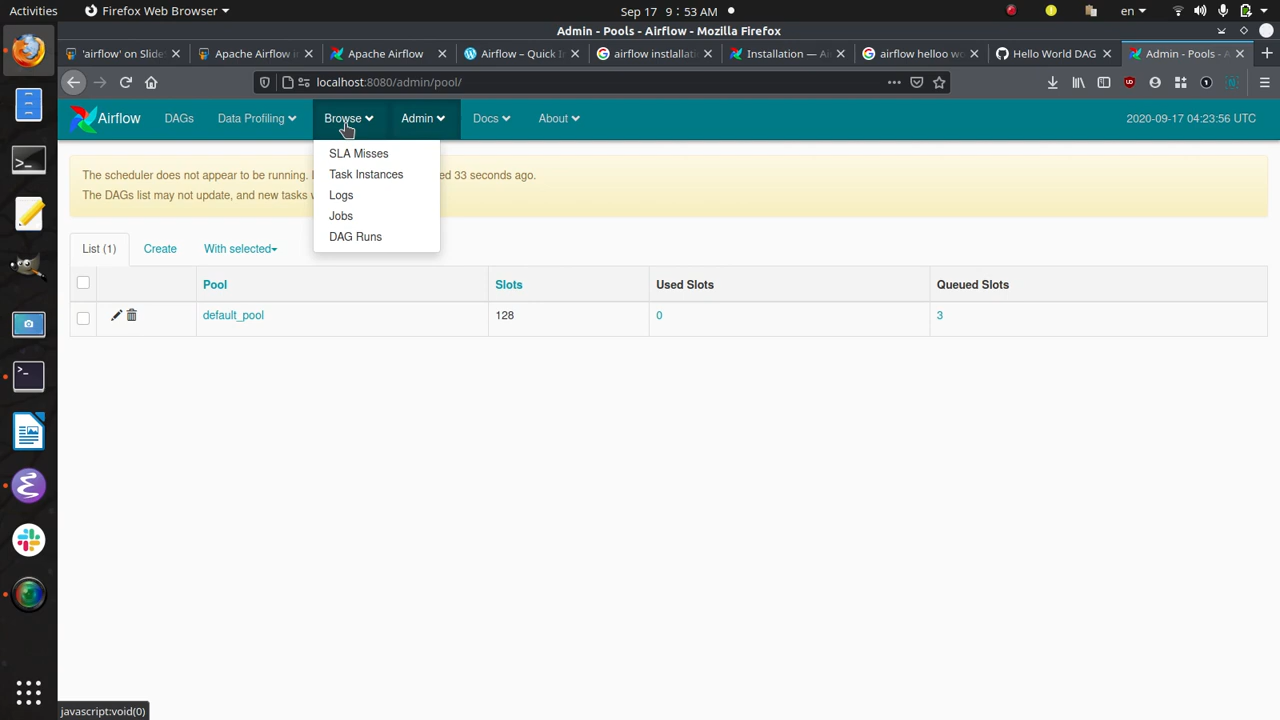 Activities
Firefox Web Browser
Sep 17 9:53 AM
en
Admin - Pools - Airflow - Mozilla Firefox
'airflow' on Slid
Apache Airflow i
Apache Airflow
Airflow – Quick
airflow installati
Installation — Ai
airflow helloo wo
Hello World DAG
Admin - Pools - Ai
localhost:8080/admin/pool/
Airflow
DAGs
Data Profiling
Browse
Admin
Docs
About
2020-09-17 04:23:56 UTC
SLA Misses
Task Instances
Logs
Jobs
DAG Runs
The scheduler does not appear to be running. ed 33 seconds ago.
The DAGs list may not update, and new tasks
List (1)
Create
With selected
Pool Slots Used Slots Queued Slots
default_pool 128 0 3
javascript:void(0)